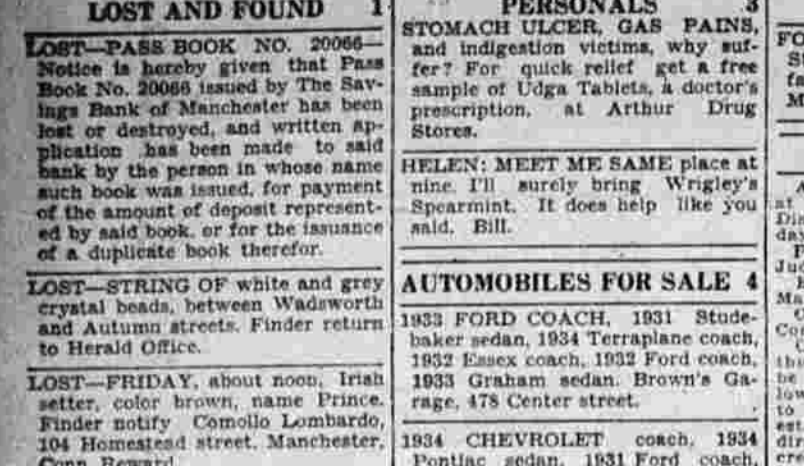 LOST AND FOUND 1
LOST—PASS BOOK NO. 20066—
Notice is hereby given that Pass
Book No. 20066 issued by The Sav-
ings Bank of Manchester has been
lost or destroyed, and written ap-
plication has been made to said
bank by the person in whose name
such book was issued, for payment
of the amount of deposit represent-
ed by said book, or for the issuance
of a duplicate book therefor.
LOST—STRING OF white and grey
crystal beads, between Wadsworth
and Autumn streets. Finder return
to Herald Office.
LOST—FRIDAY, about noon, Irish
setter, color brown, name Prince.
Finder notify Comollo Lombardo,
104 Homestead street, Manchester,
Conn. Reward.
PERSONALS 3
STOMACH ULCER, GAS PAINS,
and indigestion victims, why suf-
fer? For quick relief get a free
sample of Udga Tablets, a doctor's
prescription, at Arthur Drug
Stores.
HELEN: MEET ME SAME place at
nine. I'll surely bring Wrigley's
Spearmint. It does help like you
said. Bill.
AUTOMOBILES FOR SALE 4
1933 FORD COACH, 1931 Stude-
baker sedan, 1934 Terraplane coach,
1932 Essex coach, 1932 Ford coach,
1933 Graham sedan. Brown's Ga-
rage, 478 Center street.
1934 CHEVROLET coach, 1934
Pontiac sedan, 1931 Ford coach,